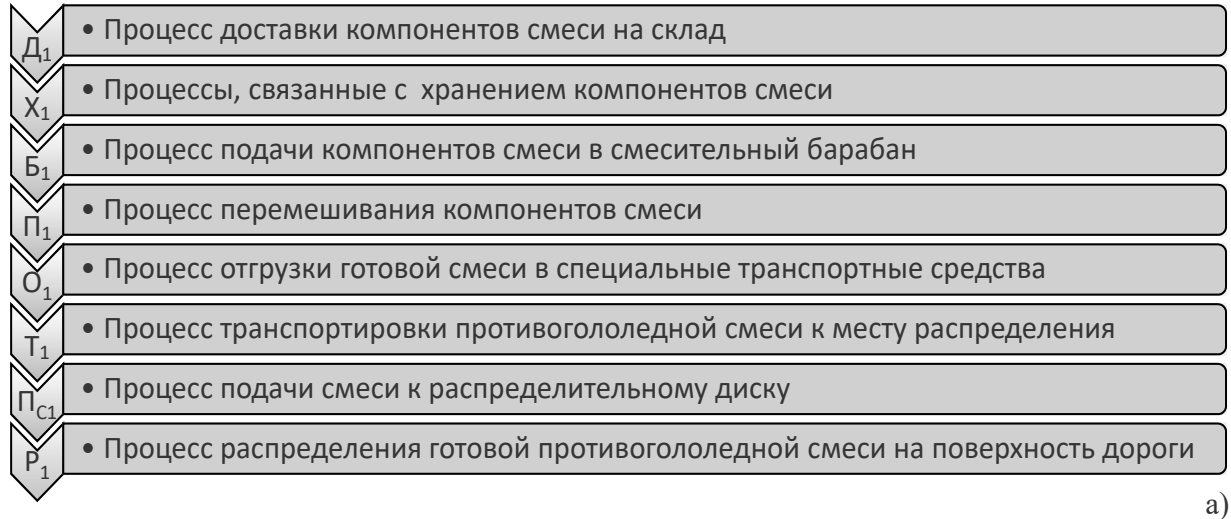 Д1 • Процесс доставки компонентов смеси на склад
Х1 • Процессы, связанные с хранением компонентов смеси
Б1 • Процесс подачи компонентов смеси в смесительный барабан
П1 • Процесс перемешивания компонентов смеси
О1 • Процесс отгрузки готовой смеси в специальные транспортные средства
Т1 • Процесс транспортировки противогололедной смеси к месту распределения
ПС1 • Процесс подачи смеси к распределительному диску
Р1 • Процесс распределения готовой противогололедной смеси на поверхность дороги
а)